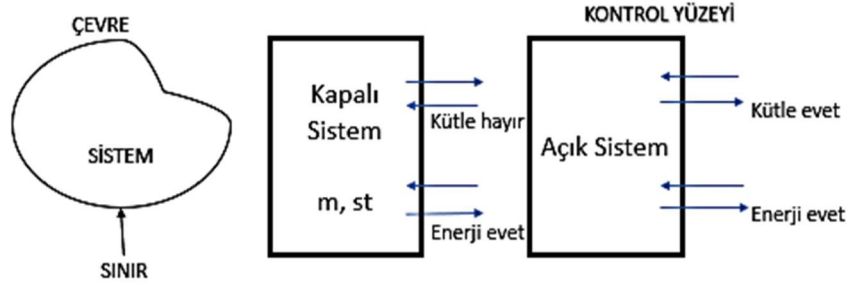 ÇEVRE
SİSTEM
SINIR
Kapalı
Sistem
m, st
Kütle hayır
Enerji evet
KONTROL YÜZEYİ
Açık Sistem
Kütle evet
Enerji evet